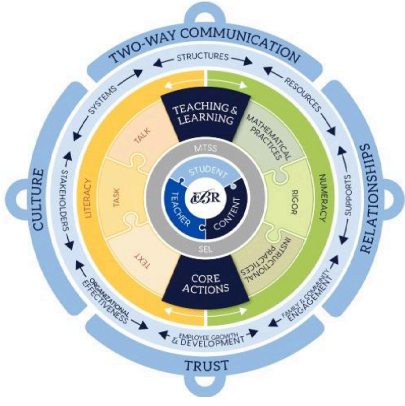 TWO-WAY COMMUNICATION
STRUCTURES
SYSTEMS
RESOURCES
TEACHING &
LEARNING
TALK
MATHEMATICAL
PRACTICES
MTSS
STUDENT
CULTURE
STAKEHOLDERS
LITERACY
TASK
TEACHER
EBR
CONTENT
RIGOR
NUMERACY
SUPPORTS
RELATIONSHIPS
SEL
TEXT
INSTRUCTIONAL
PRACTICES
CORE
ACTIONS
ORGANIZATIONAL
EFFECTIVENESS
FAMILY & COMMUNITY
ENGAGEMENT
EMPLOYEE GROWTH
& DEVELOPMENT
TRUST